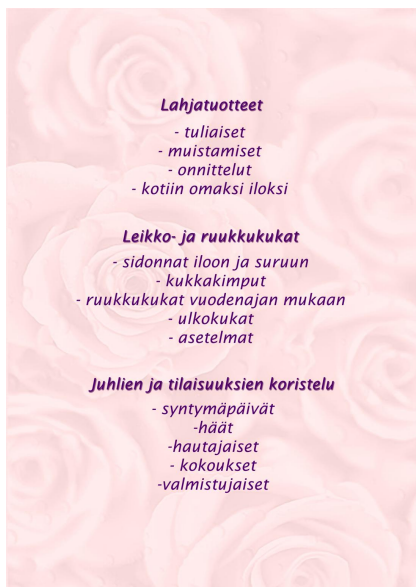 Lahjatuotteet
- tuliaiset
- muistamiset
- onnittelut
- kotiin omaksi iloksi
Leikko- ja ruukkukukat
- sidonnat iloon ja suruun
- kukkakimput
- ruukkukukat vuodenajan mukaan
- ulkokukat
- asetelmat
Juhlien ja tilaisuuksien koristelu
- syntymäpäivät
-häät
-hautajaiset
- kokoukset
-valmistujaiset